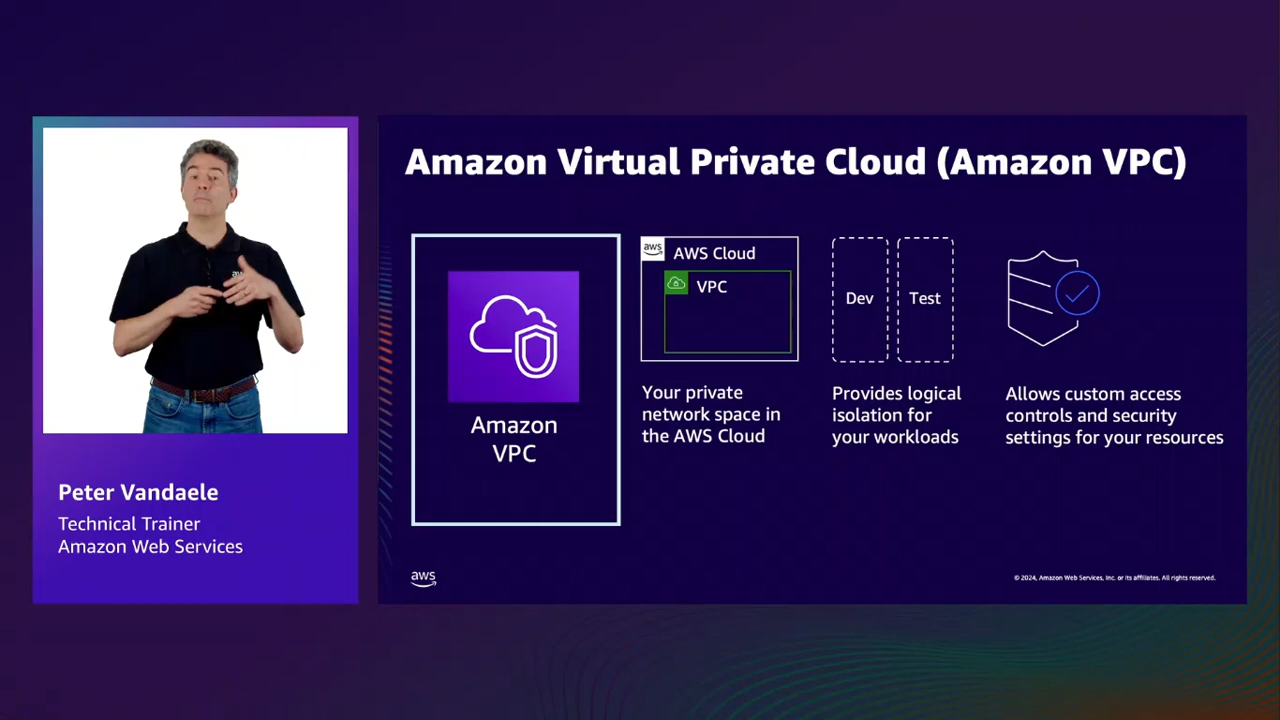 Amazon Virtual Private Cloud (Amazon VPC)
Amazon
VPC
aws
AWS Cloud
VPC
Your private
network space in
the AWS Cloud
Dev
Test
Provides logical
isolation for
your workloads
Allows custom access
controls and security
settings for your resources
Peter Vandaele
Technical Trainer
Amazon Web Services
aws
© 2024, Amazon Web Services, Inc. or its affiliates. All rights reserved.